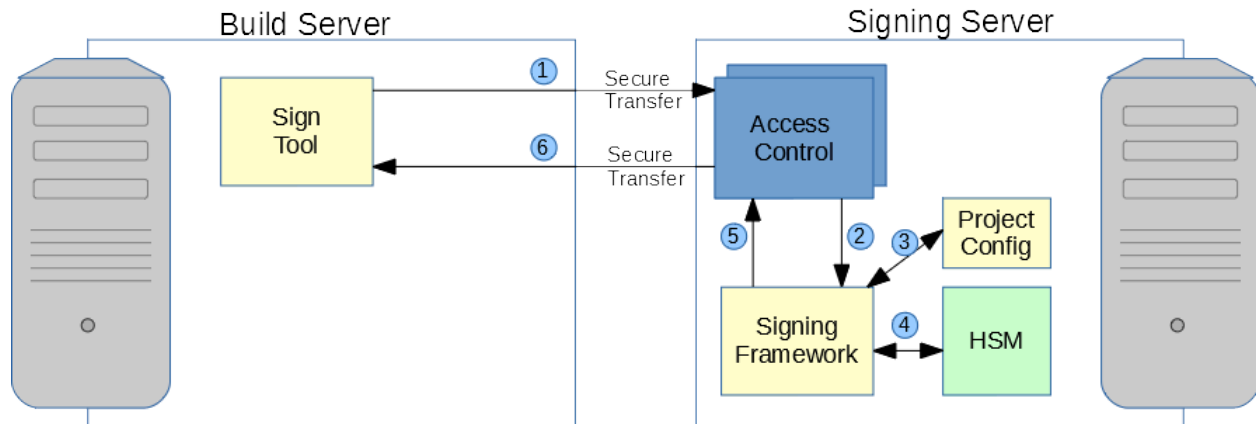 Build Server
Signing Server
Sign
Tool
1
Secure
Transfer
Access
Control
6
Secure
Transfer
5
2
3
Project
Config
Signing
Framework
4
HSM